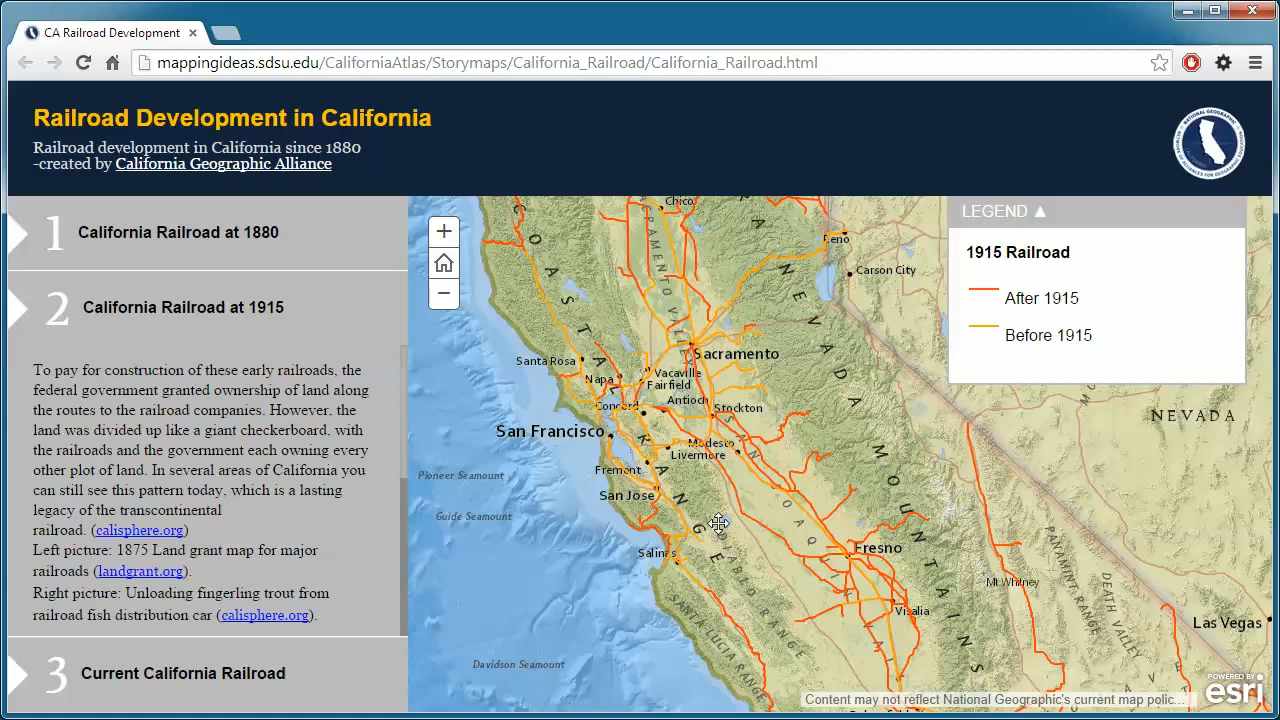 CA Railroad Development
mappingideas.sdsu.edu/CaliforniaAtlas/Storymaps/California_Railroad/California_Railroad.html
Railroad Development in California
Railroad development in California since 1880
-created by California Geographic Alliance
1 California Railroad at 1880
2 California Railroad at 1915
To pay for construction of these early railroads, the
federal government granted ownership of land along
the routes to the railroad companies. However, the
land was divided up like a giant checkerboard, with
the railroads and the government each owning every
other plot of land. In several areas of California you
can still see this pattern today, which is a lasting
legacy of the transcontinental
railroad. (calisphere.org)
Left picture: 1875 Land grant map for major
railroads (landgrant.org).
Right picture: Unloading fingerling trout from
railroad fish distribution car (calisphere.org).
3 Current California Railroad
+
−
LEGEND ▲
1915 Railroad
After 1915
Before 1915
Chico
Reno
Carson City
Sacramento
Santa Rosa
Napa
Vacaville
Fairfield
Antioch
Concord
Stockton
San Francisco
Modesto
Livermore
Fremont
San Jose
Salinas
Fresno
Visalia
Mt Whitney
Las Vegas
NEVADA
Pioneer Seamount
Guide Seamount
Davidson Seamount
SANTA LUCIA RANGE
PANAMINT RANGE
DEATH VALLEY
Content may not reflect National Geographic's current map polic...
POWERED BY
esri